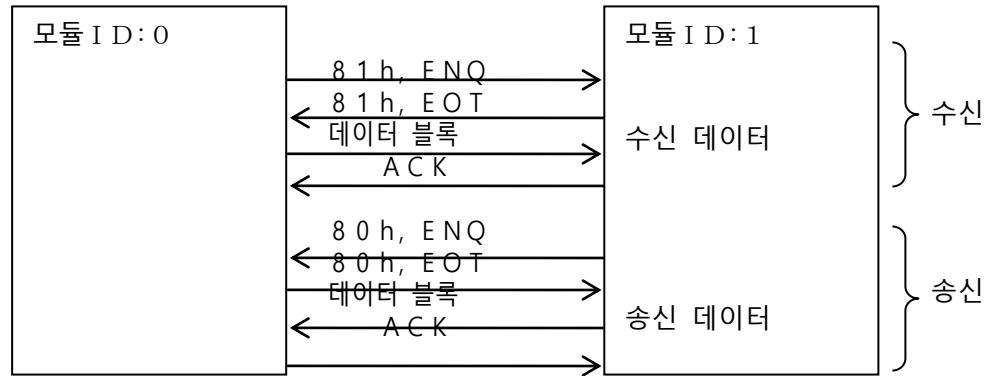 모듈ID:0
모듈ID:1
81h, ENQ
81h, EOT
데이터 블록
ACK
수신 데이터
수신
80h, ENQ
80h, EOT
데이터 블록
ACK
송신 데이터
송신